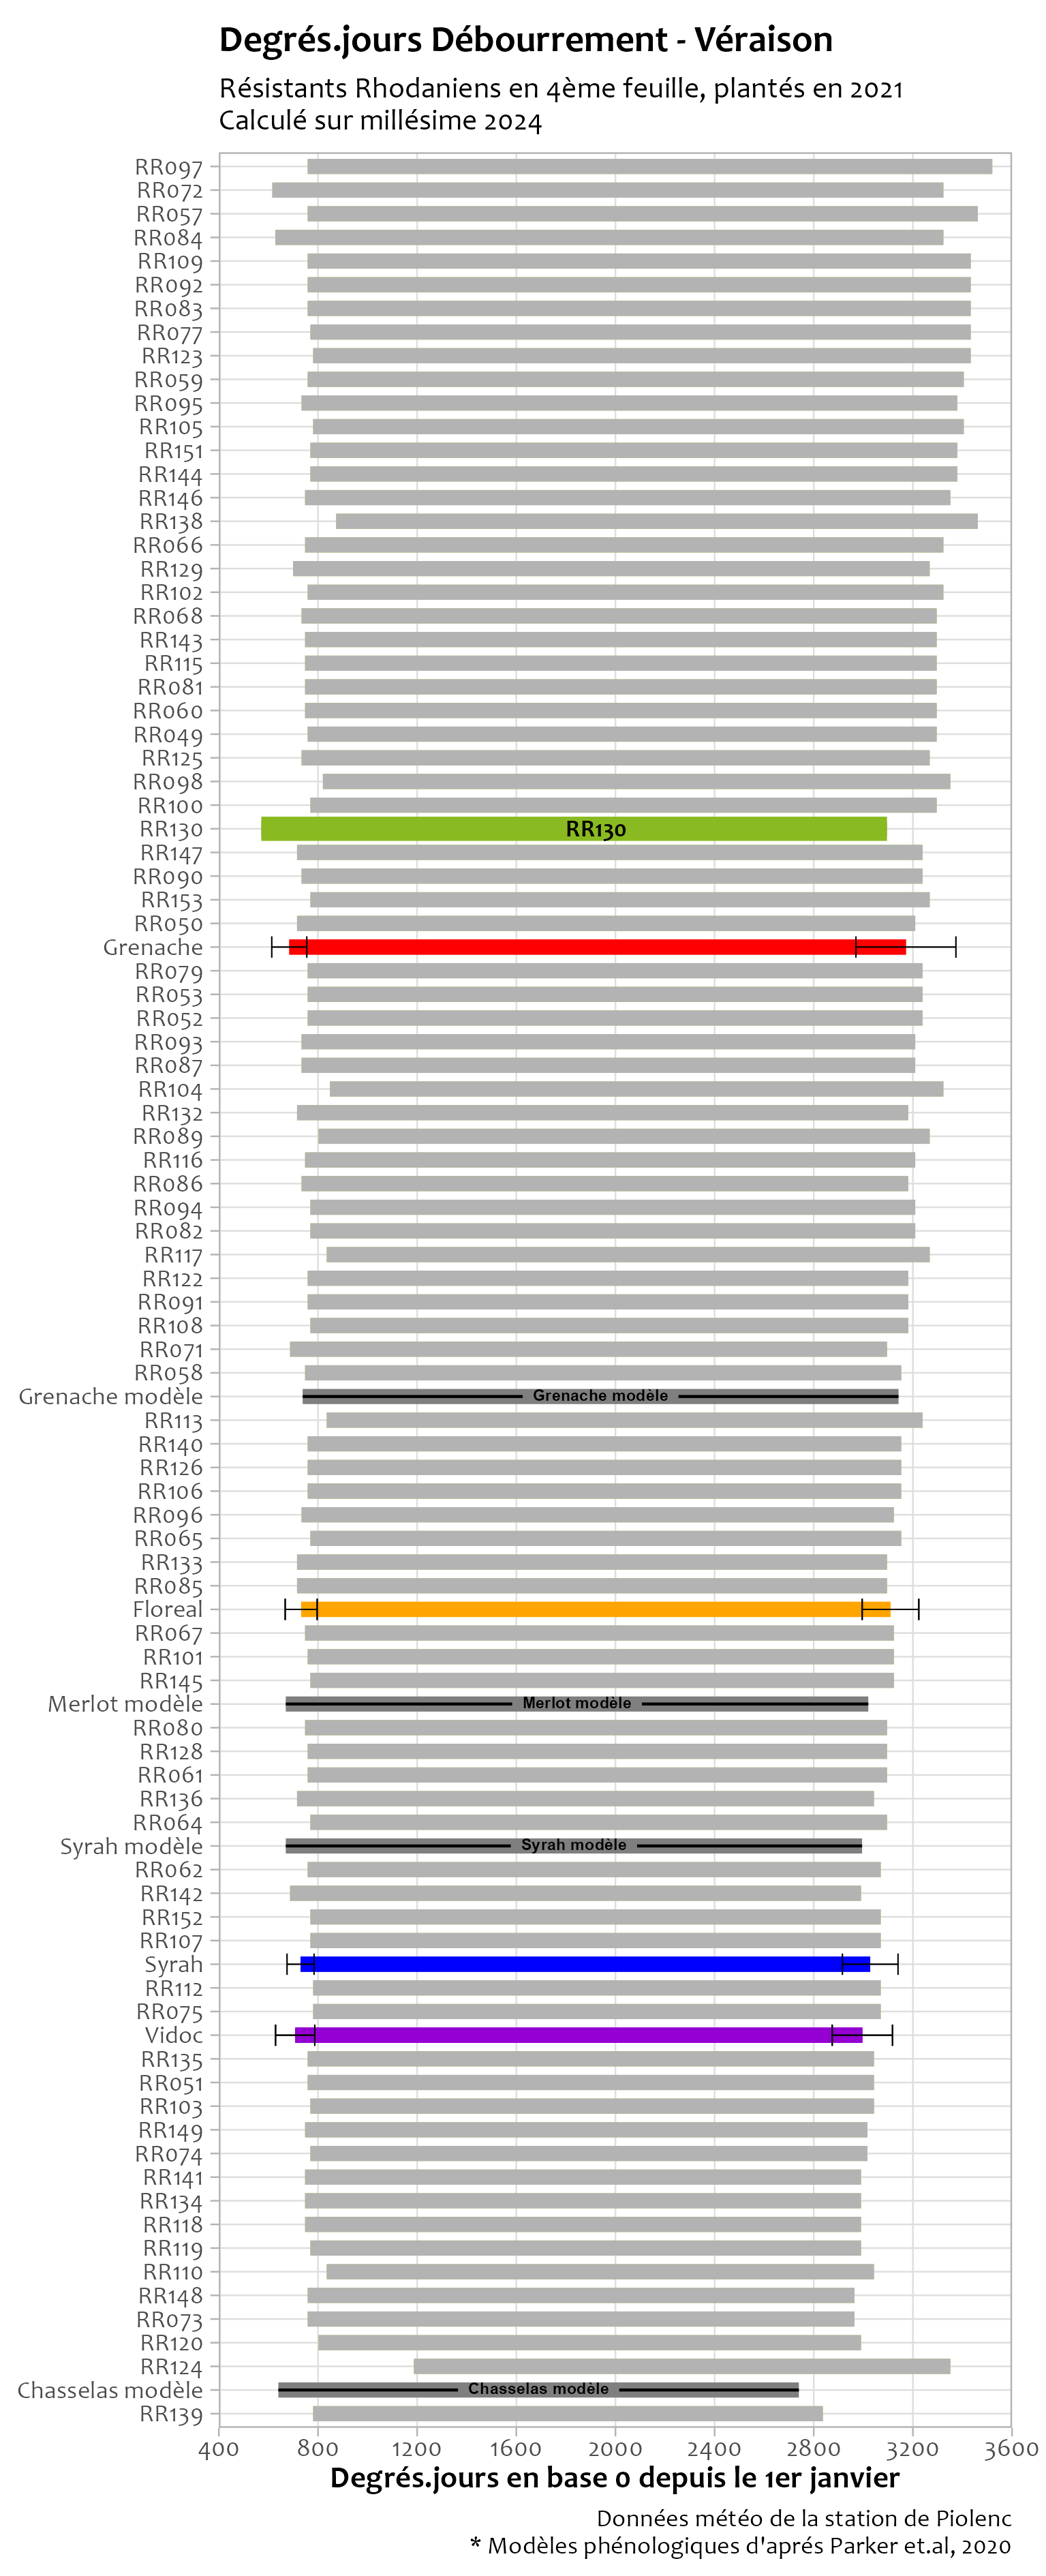 Degrés.jours Débourrement - Véraison
Résistants Rhodaniens en 4ème feuille, plantés en 2021
Calculé sur millésime 2024
RR097
RR072
RR057
RR084
RR109
RR092
RR083
RR077
RR123
RR059
RR095
RR105
RR151
RR144
RR146
RR138
RR066
RR129
RR102
RR068
RR143
RR115
RR081
RR060
RR049
RR125
RR098
RR100
RR130 RR130
RR147
RR090
RR153
RR050
Grenache
RR079
RR053
RR052
RR093
RR087
RR104
RR132
RR089
RR116
RR086
RR094
RR082
RR117
RR122
RR091
RR108
RR071
RR058
Grenache modèle Grenache modèle
RR113
RR140
RR126
RR106
RR096
RR065
RR133
RR085
Floreal
RR067
RR101
RR145
Merlot modèle Merlot modèle
RR080
RR128
RR061
RR136
RR064
Syrah modèle Syrah modèle
RR062
RR142
RR152
RR107
Syrah
RR112
RR075
Vidoc
RR135
RR051
RR103
RR149
RR074
RR141
RR134
RR118
RR119
RR110
RR148
RR073
RR120
RR124
Chasselas modèle Chasselas modèle
RR139
400 800 1200 1600 2000 2400 2800 3200 3600
Degrés.jours en base 0 depuis le 1er janvier
Données météo de la station de Piolenc
* Modèles phénologiques d'aprés Parker et.al, 2020